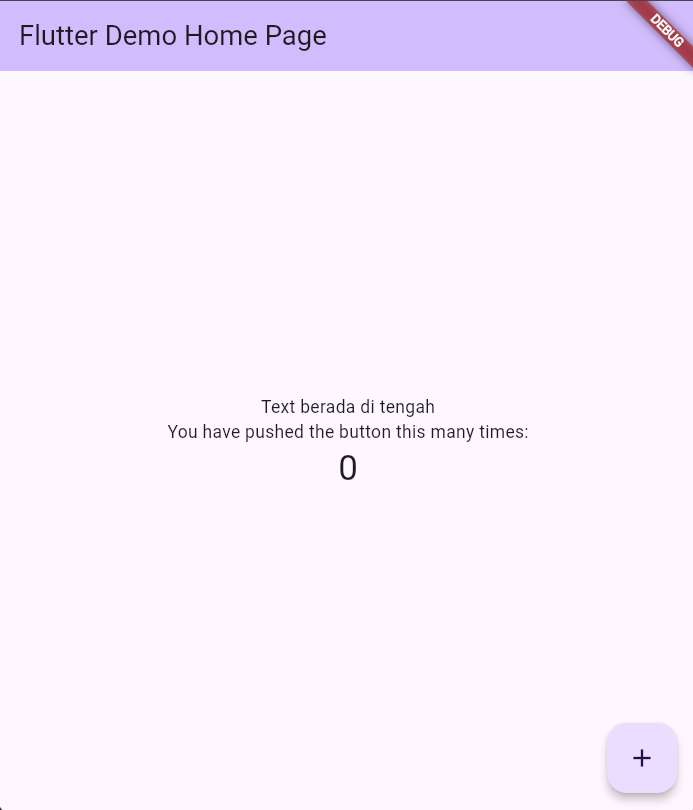 Flutter Demo Home Page
DEBUG
Text berada di tengah
You have pushed the button this many times:
0
+